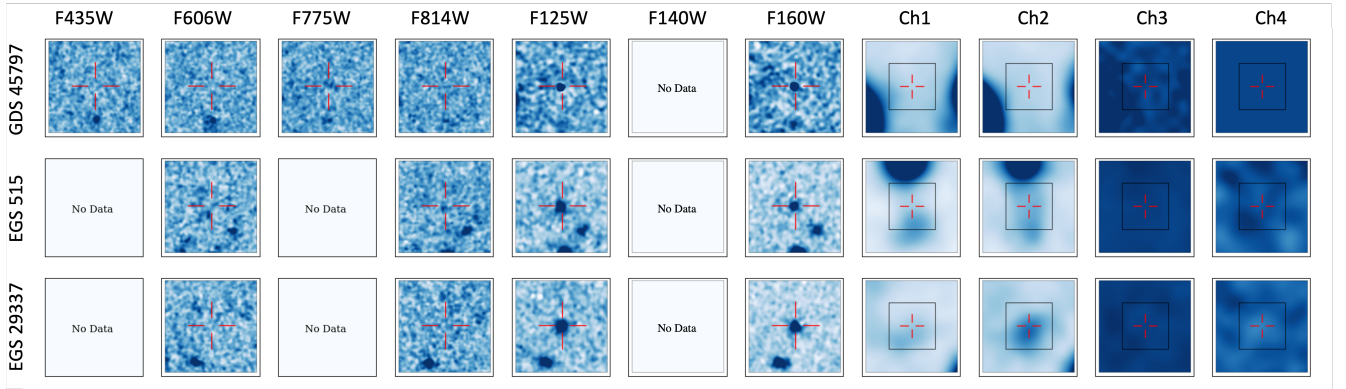 F435W F606W F775W F814W F125W F140W F160W Ch1 Ch2 Ch3 Ch4
GDS 45797 No Data
EGS 515 No Data No Data No Data
EGS 29337 No Data No Data No Data